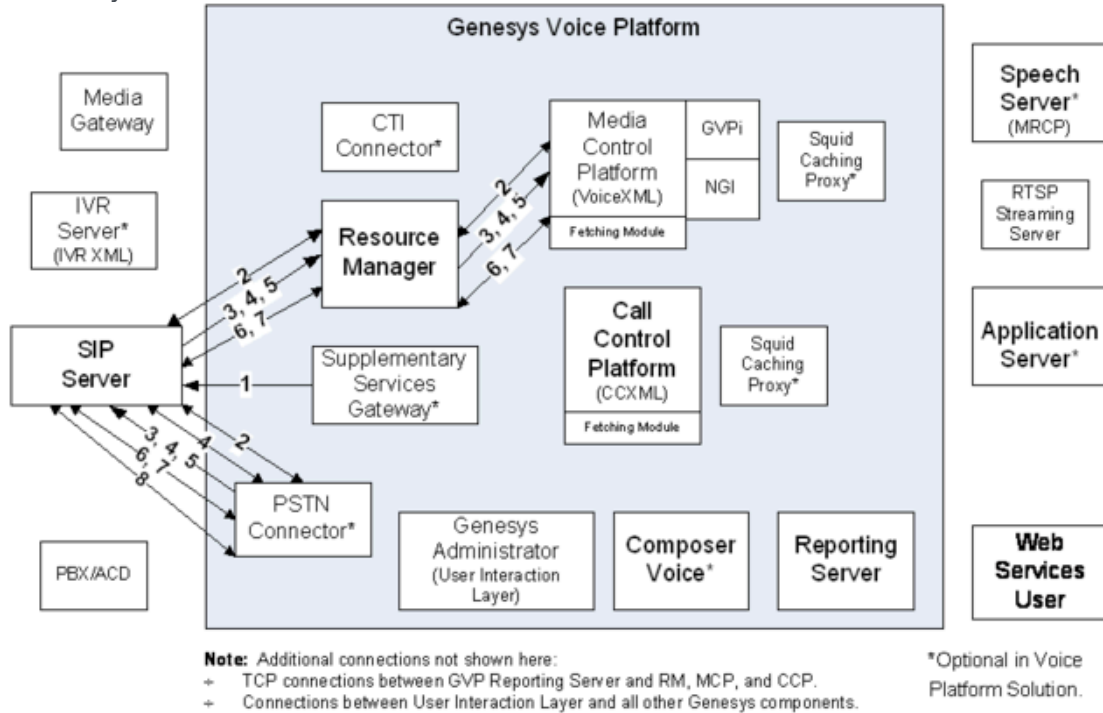 Genesys Voice Platform
Media
Gateway
CTI
Connector*
Media
Control
Platform
(VoiceXML)
Fetching Module
GVPi
NGI
Squid
Caching
Proxy*
Speech
Server*
(MRCP)
IVR
Server*
(IVR XML)
Resource
Manager
RTSP
Streaming
Server
2
3, 4, 5
6, 7
2
3, 4, 5
6, 7
SIP
Server
1
Supplementary
Services
Gateway*
Call
Control
Platform
(CCXML)
Fetching Module
Squid
Caching
Proxy*
Application
Server*
2
4
3, 4, 5
6, 7
8
PSTN
Connector*
PBX/ACD
Genesys
Administrator
(User Interaction
Layer)
Composer
Voice*
Reporting
Server
Web
Services
User
Note: Additional connections not shown here:
÷ TCP connections between GVP Reporting Server and RM, MCP, and CCP.
÷ Connections between User Interaction Layer and all other Genesys components.
*Optional in Voice
Platform Solution.